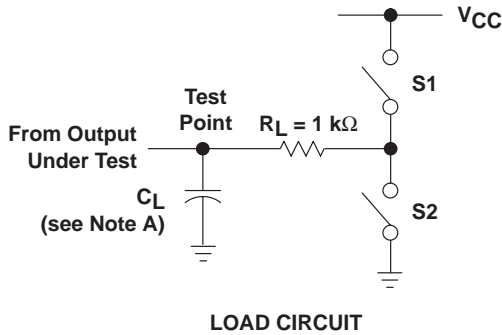 VCC
S1
Test
Point
RL = 1 kΩ
From Output
Under Test
CL
(see Note A)
S2
LOAD CIRCUIT